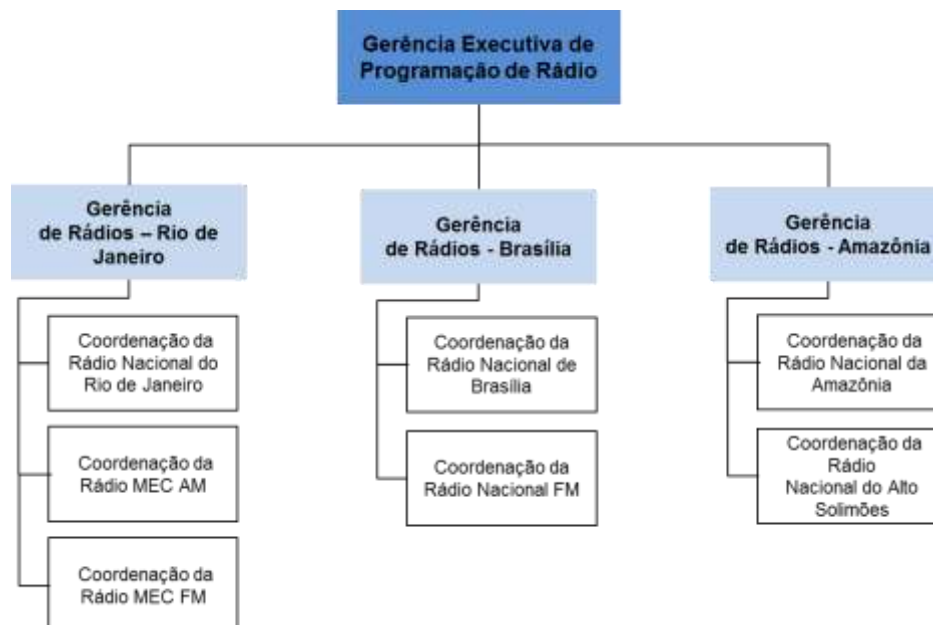 Gerência Executiva de
Programação de Rádio
Gerência
de Rádios – Rio de
Janeiro
Gerência
de Rádios - Brasília
Gerência
de Rádios - Amazônia
Coordenação da
Rádio Nacional do
Rio de Janeiro
Coordenação da
Rádio Nacional de
Brasília
Coordenação da
Rádio Nacional da
Amazônia
Coordenação da
Rádio MEC AM
Coordenação da
Rádio Nacional FM
Coordenação da
Rádio
Nacional do Alto
Solimões
Coordenação da
Rádio MEC FM